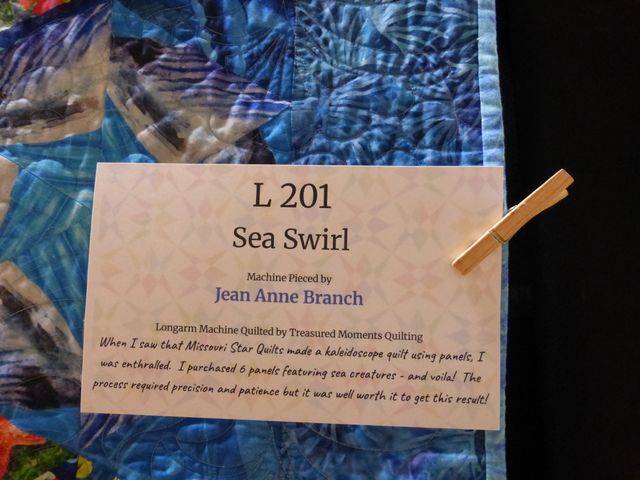 L 201
Sea Swirl
Machine Pieced by
Jean Anne Branch
Longarm Machine Quilted by Treasured Moments Quilting
When I saw that Missouri Star Quilts made a kaleidoscope quilt using panels, I
was enthralled. I purchased 6 panels featuring sea creatures - and voila! The
process required precision and patience but it was well worth it to get this result!